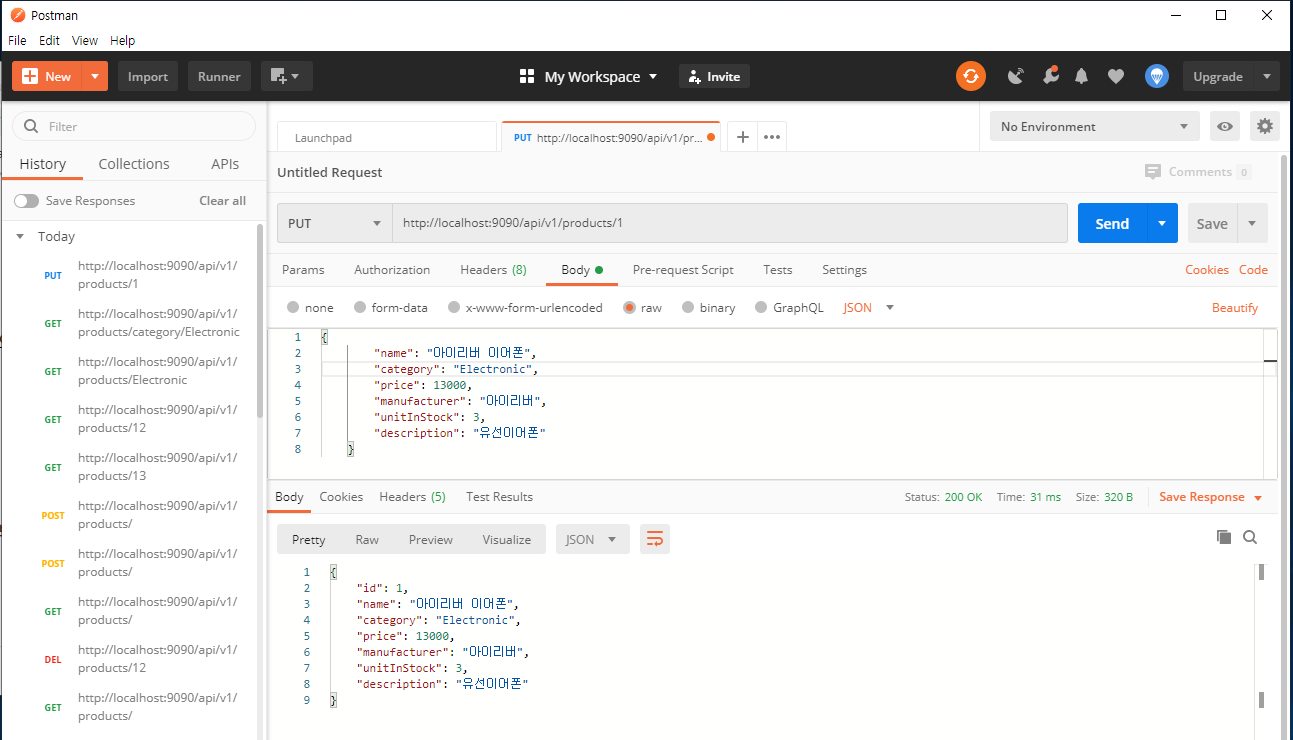 Postman
File Edit View Help
New Import Runner My Workspace Invite Upgrade
Filter
History Collections APIs
Save Responses Clear all
Today
PUT http://localhost:9090/api/v1/
products/1
GET http://localhost:9090/api/v1/
products/category/Electronic
GET http://localhost:9090/api/v1/
products/Electronic
GET http://localhost:9090/api/v1/
products/12
GET http://localhost:9090/api/v1/
products/13
POST http://localhost:9090/api/v1/
products/
POST http://localhost:9090/api/v1/
products/
GET http://localhost:9090/api/v1/
products/
DEL http://localhost:9090/api/v1/
products/12
GET http://localhost:9090/api/v1/
products/
Launchpad PUT http://localhost:9090/api/v1/pr... + ••• No Environment
Untitled Request Comments 0
PUT http://localhost:9090/api/v1/products/1 Send Save
Params Authorization Headers (8) Body Pre-request Script Tests Settings Cookies Code
none form-data x-www-form-urlencoded raw binary GraphQL JSON Beautify
1 {
2 "name": "아이리버 이어폰",
3 "category": "Electronic",
4 "price": 13000,
5 "manufacturer": "아이리버",
6 "unitInStock": 3,
7 "description": "유선이어폰"
8 }
Body Cookies Headers (5) Test Results Status: 200 OK Time: 31 ms Size: 320 B Save Response
Pretty Raw Preview Visualize JSON
1 {
2 "id": 1,
3 "name": "아이리버 이어폰",
4 "category": "Electronic",
5 "price": 13000,
6 "manufacturer": "아이리버",
7 "unitInStock": 3,
8 "description": "유선이어폰"
9 }